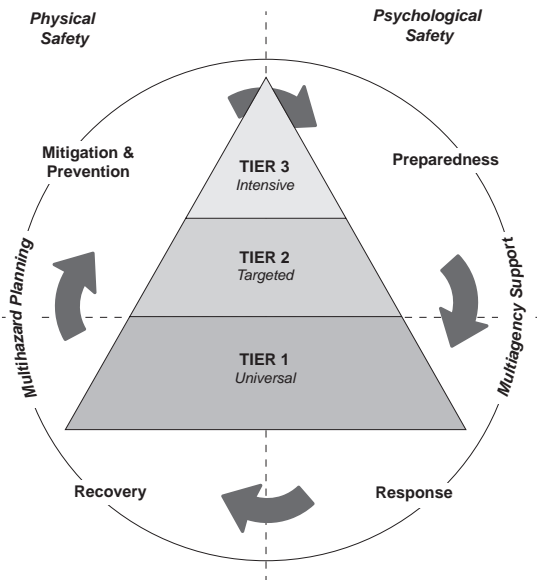 Physical
Safety
Psychological
Safety
Mitigation &
Prevention
Preparedness
TIER 3
Intensive
TIER 2
Targeted
TIER 1
Universal
Multihazard Planning
Multiagency Support
Recovery
Response